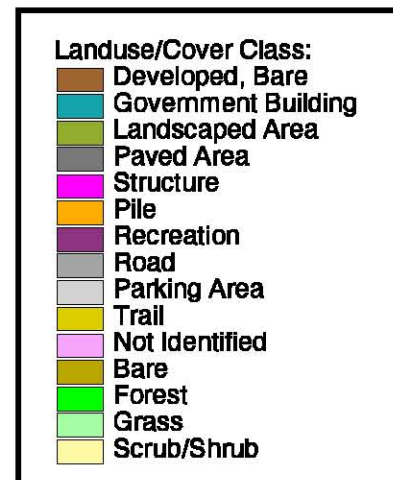 Landuse/Cover Class:
Developed, Bare
Government Building
Landscaped Area
Paved Area
Structure
Pile
Recreation
Road
Parking Area
Trail
Not Identified
Bare
Forest
Grass
Scrub/Shrub